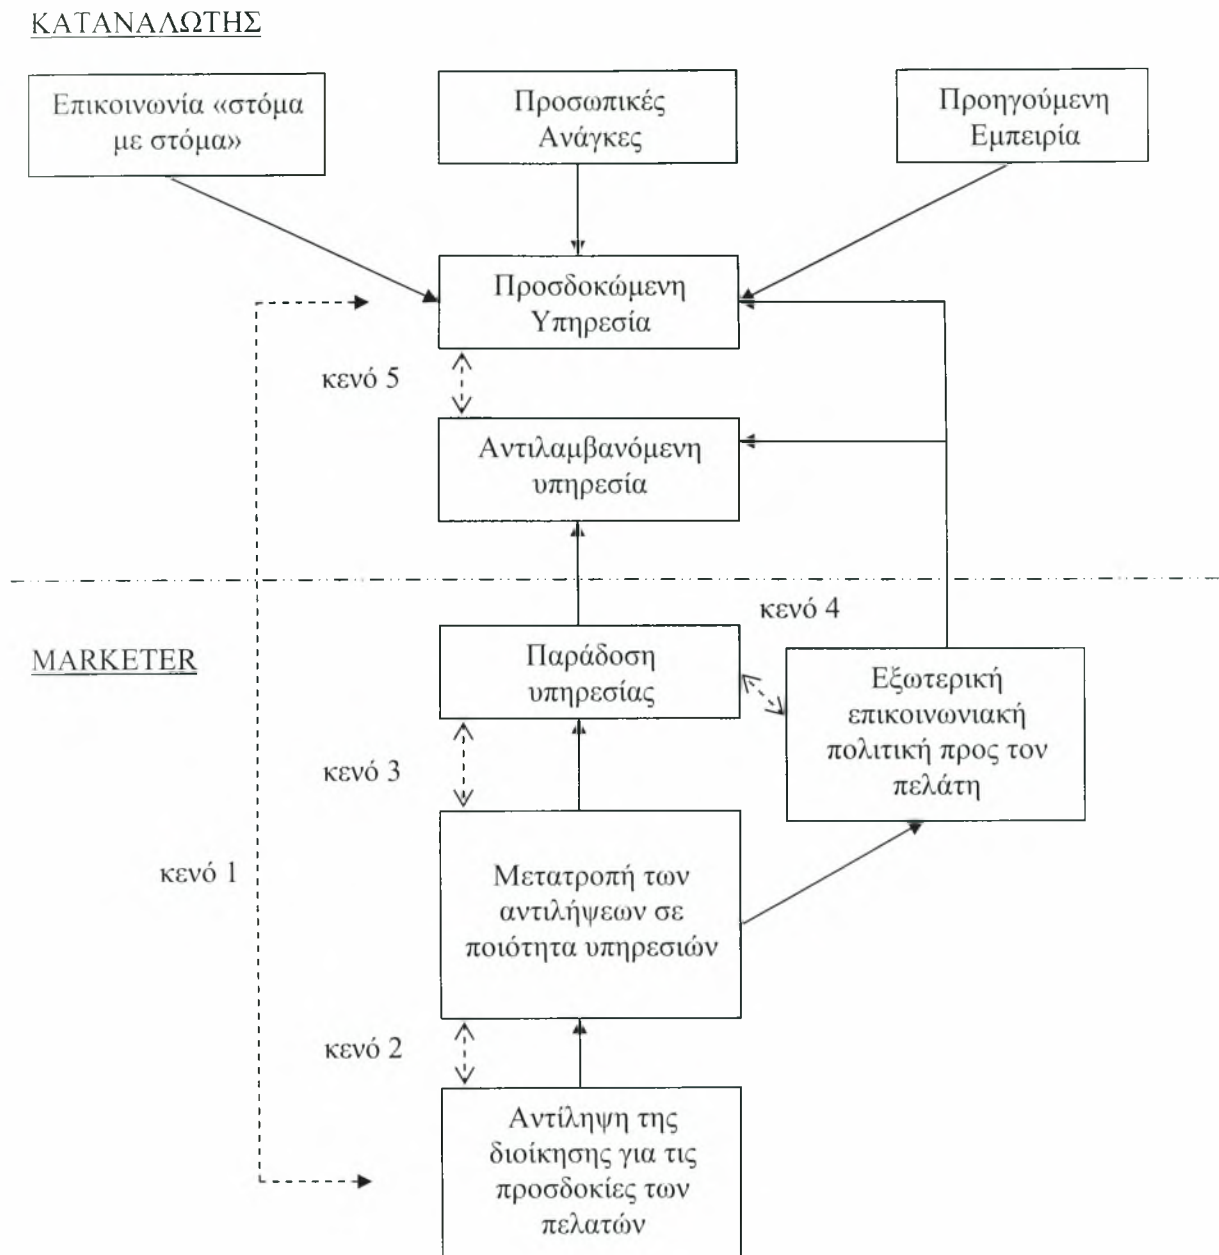 ΚΑΤΑΝΑΛΩΤΗΣ
Επικοινωνία «στόμα
με στόμα»
Προσωπικές
Ανάγκες
Προηγούμενη
Εμπειρία
Προσδοκώμενη
Υπηρεσία
κενό 5
Αντιλαμβανόμενη
υπηρεσία
κενό 4
MARKETER
Παράδοση
υπηρεσίας
Εξωτερική
επικοινωνιακή
πολιτική προς τον
πελάτη
κενό 3
κενό 1
Μετατροπή των
αντιλήψεων σε
ποιότητα υπηρεσιών
κενό 2
Αντίληψη της
διοίκησης για τις
προσδοκίες των
πελατών